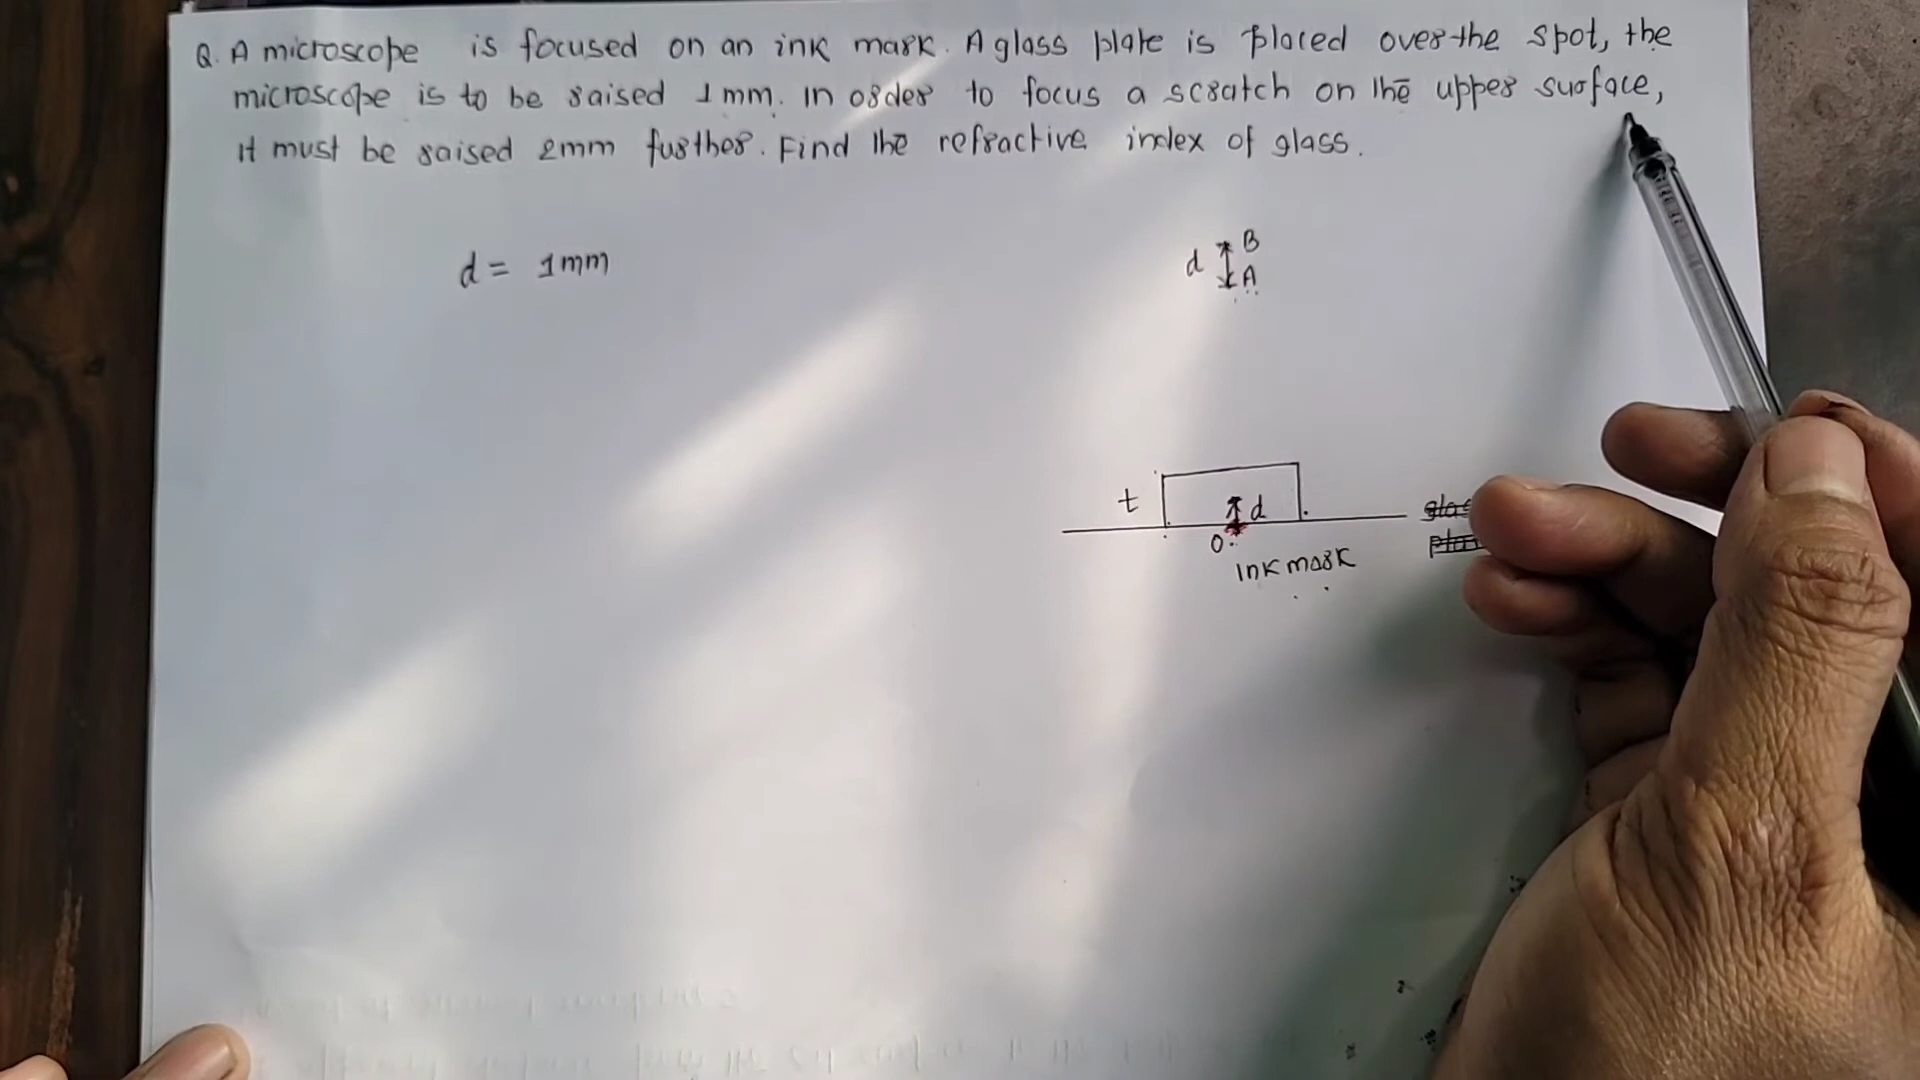 Q. A microscope is focused on an ink mark. A glass plate is placed over the spot, the
microscope is to be raised 1mm. In order to focus a scratch on the upper surface,
it must be raised 2mm further. Find the refractive index of glass.
d = 1mm
B
d
A
t
d
O
Ink mark